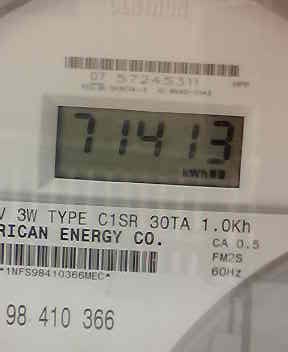 07 57245311
71413
kWh
V 3W TYPE C1SR 30TA 1.0Kh
RICAN ENERGY CO.
CA 0.5
FM2S
60Hz
*1NFS98410366MEC*
98 410 366